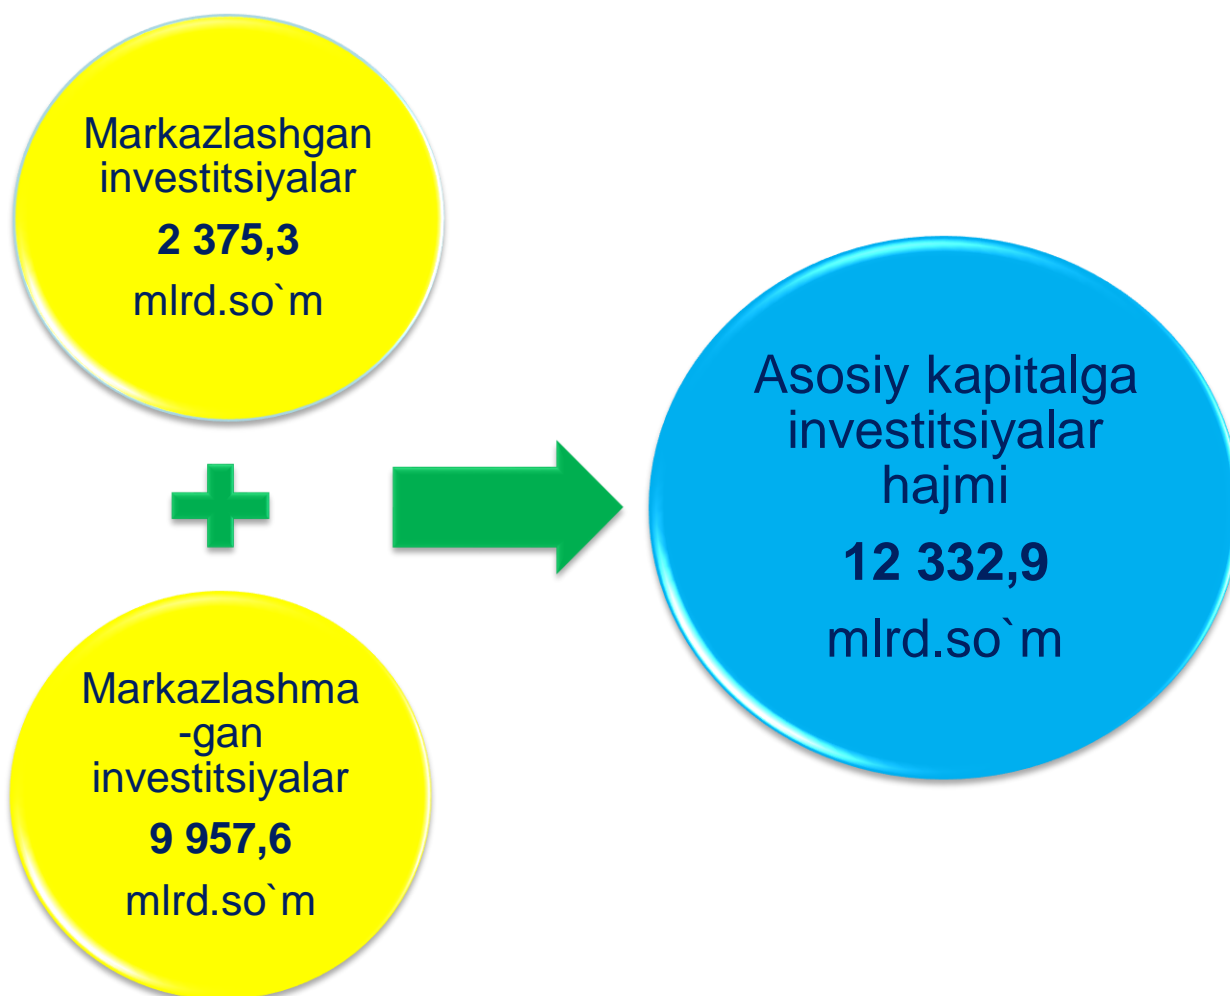 Markazlashgan
investitsiyalar
2 375,3
mlrd.so`m
Markazlashma
-gan
investitsiyalar
9 957,6
mlrd.so`m
Asosiy kapitalga
investitsiyalar
hajmi
12 332,9
mlrd.so`m